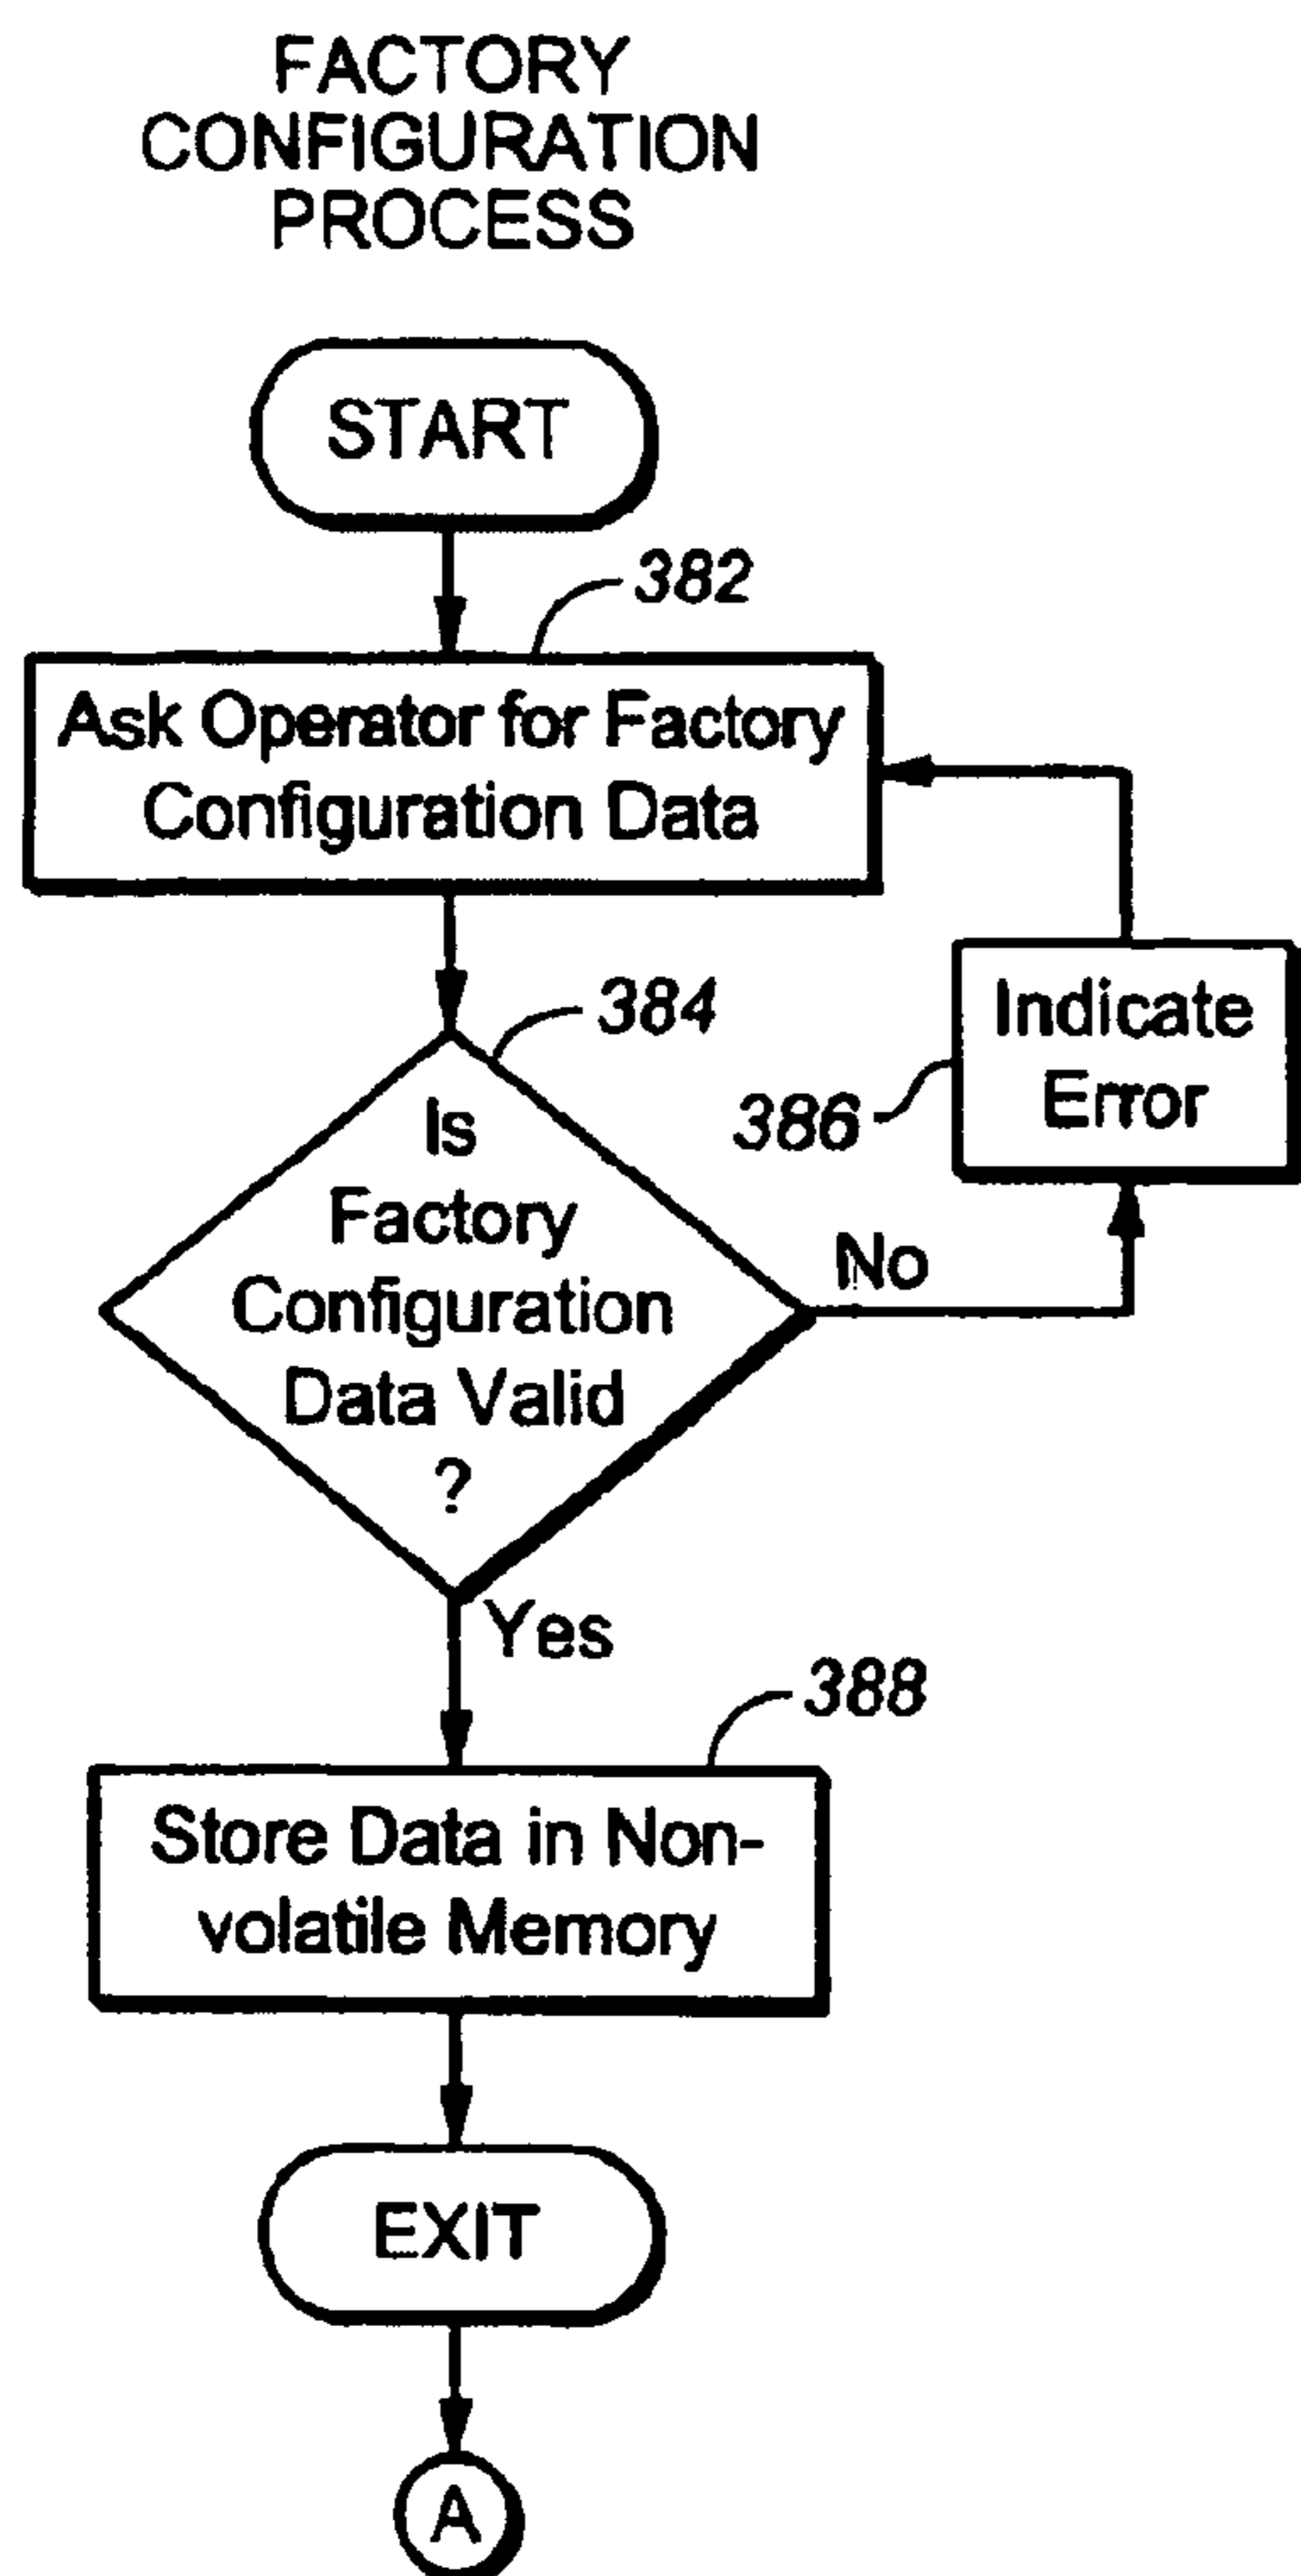 FACTORY
CONFIGURATION
PROCESS
START
382
Ask Operator for Factory
Configuration Data
384
Is
Factory
Configuration
Data Valid
?
No
386
Indicate
Error
Yes
388
Store Data in Non-
volatile Memory
EXIT
A